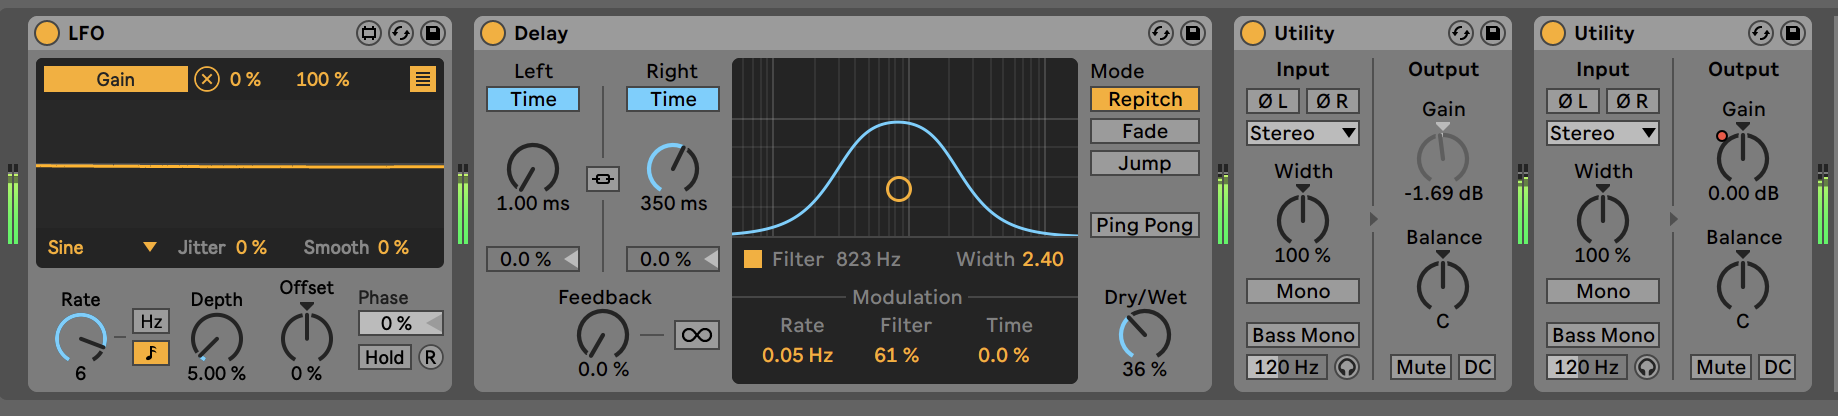 LFO
Gain 0 % 100 %
Sine Jitter 0 % Smooth 0 %
Rate
6
Hz
Depth
5.00 %
Offset
0 %
Phase
0 %
Hold R
Delay
Left
Time
1.00 ms
0.0 %
Right
Time
350 ms
0.0 %
Feedback
0.0 %
Filter 823 Hz Width 2.40
Modulation
Rate Filter Time
0.05 Hz 61 % 0.0 %
Mode
Repitch
Fade
Jump
Ping Pong
Dry/Wet
36 %
Utility
Input
Ø L Ø R
Stereo
Width
100 %
Mono
Bass Mono
120 Hz
Output
Gain
-1.69 dB
Balance
C
Mute DC
Utility
Input
Ø L Ø R
Stereo
Width
100 %
Mono
Bass Mono
120 Hz
Output
Gain
0.00 dB
Balance
C
Mute DC